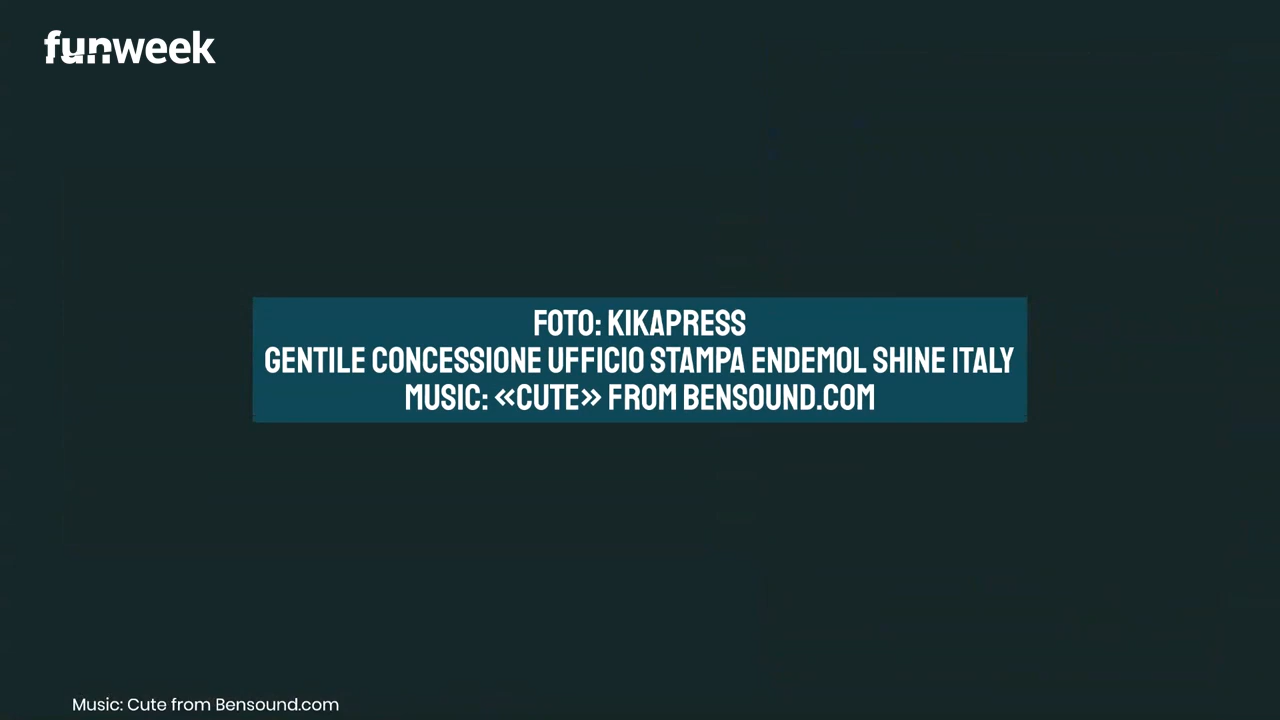 funweek
FOTO: KIKAPRESS
GENTILE CONCESSIONE UFFICIO STAMPA ENDEMOL SHINE ITALY
MUSIC: «CUTE» FROM BENSOUND.COM
Music: Cute from Bensound.com